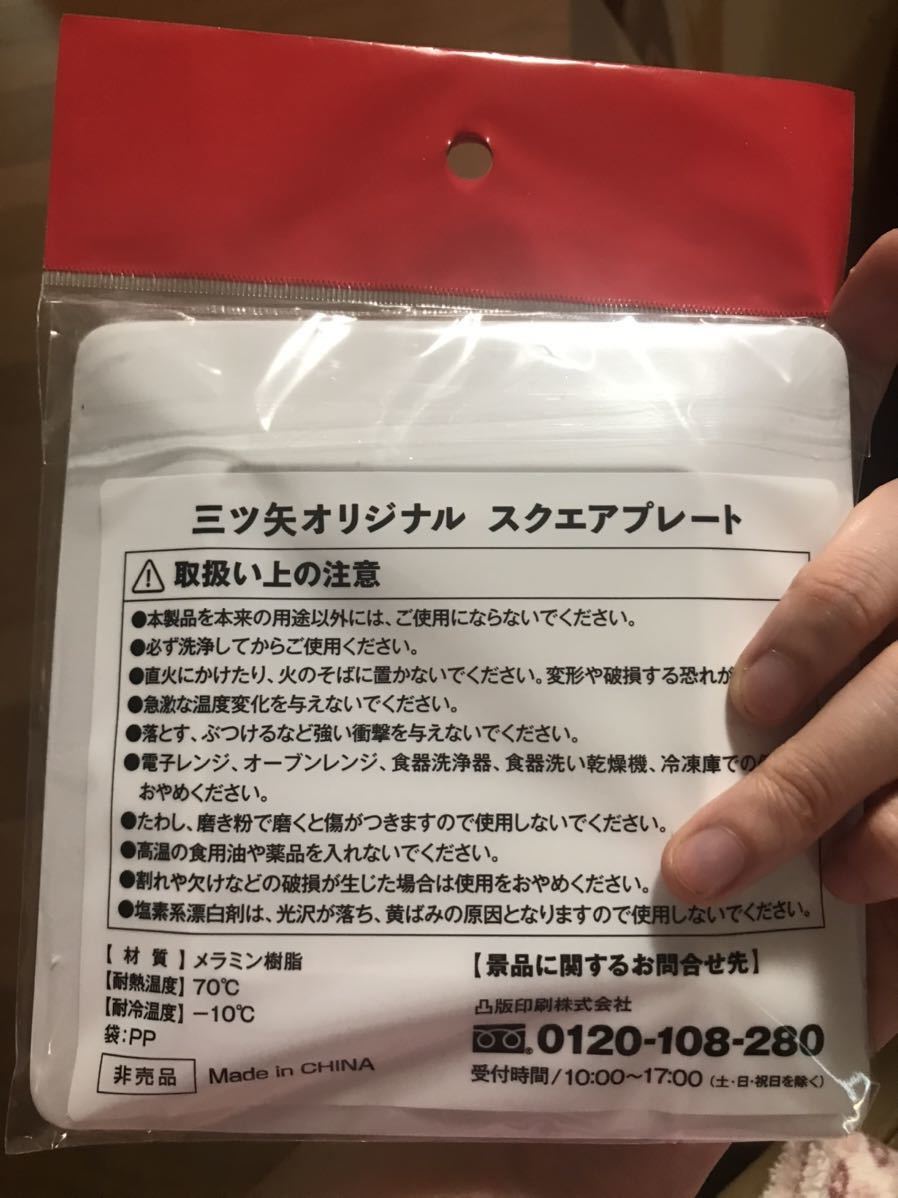 三ツ矢オリジナル スクエアプレート
取扱い上の注意
●本製品を本来の用途以外には、ご使用にならないでください。
●必ず洗浄してからご使用ください。
●直火にかけたり、火のそばに置かないでください。変形や破損する恐れが
●急激な温度変化を与えないでください。
●落とす、ぶつけるなど強い衝撃を与えないでください。
●電子レンジ、オーブンレンジ、食器洗浄器、食器洗い乾燥機、冷凍庫での
おやめください。
●たわし、磨き粉で磨くと傷がつきますので使用しないでください。
●高温の食用油や薬品を入れないでください。
●割れや欠けなどの破損が生じた場合は使用をおやめください。
●塩素系漂白剤は、光沢が落ち、黄ばみの原因となりますので使用しないでください。
【材質】メラミン樹脂
【耐熱温度】70℃
【耐冷温度】−10℃
袋:PP
非売品 Made in CHINA
【景品に関するお問合せ先】
凸版印刷株式会社
0120-108-280
受付時間/10:00〜17:00（土・日・祝日を除く）